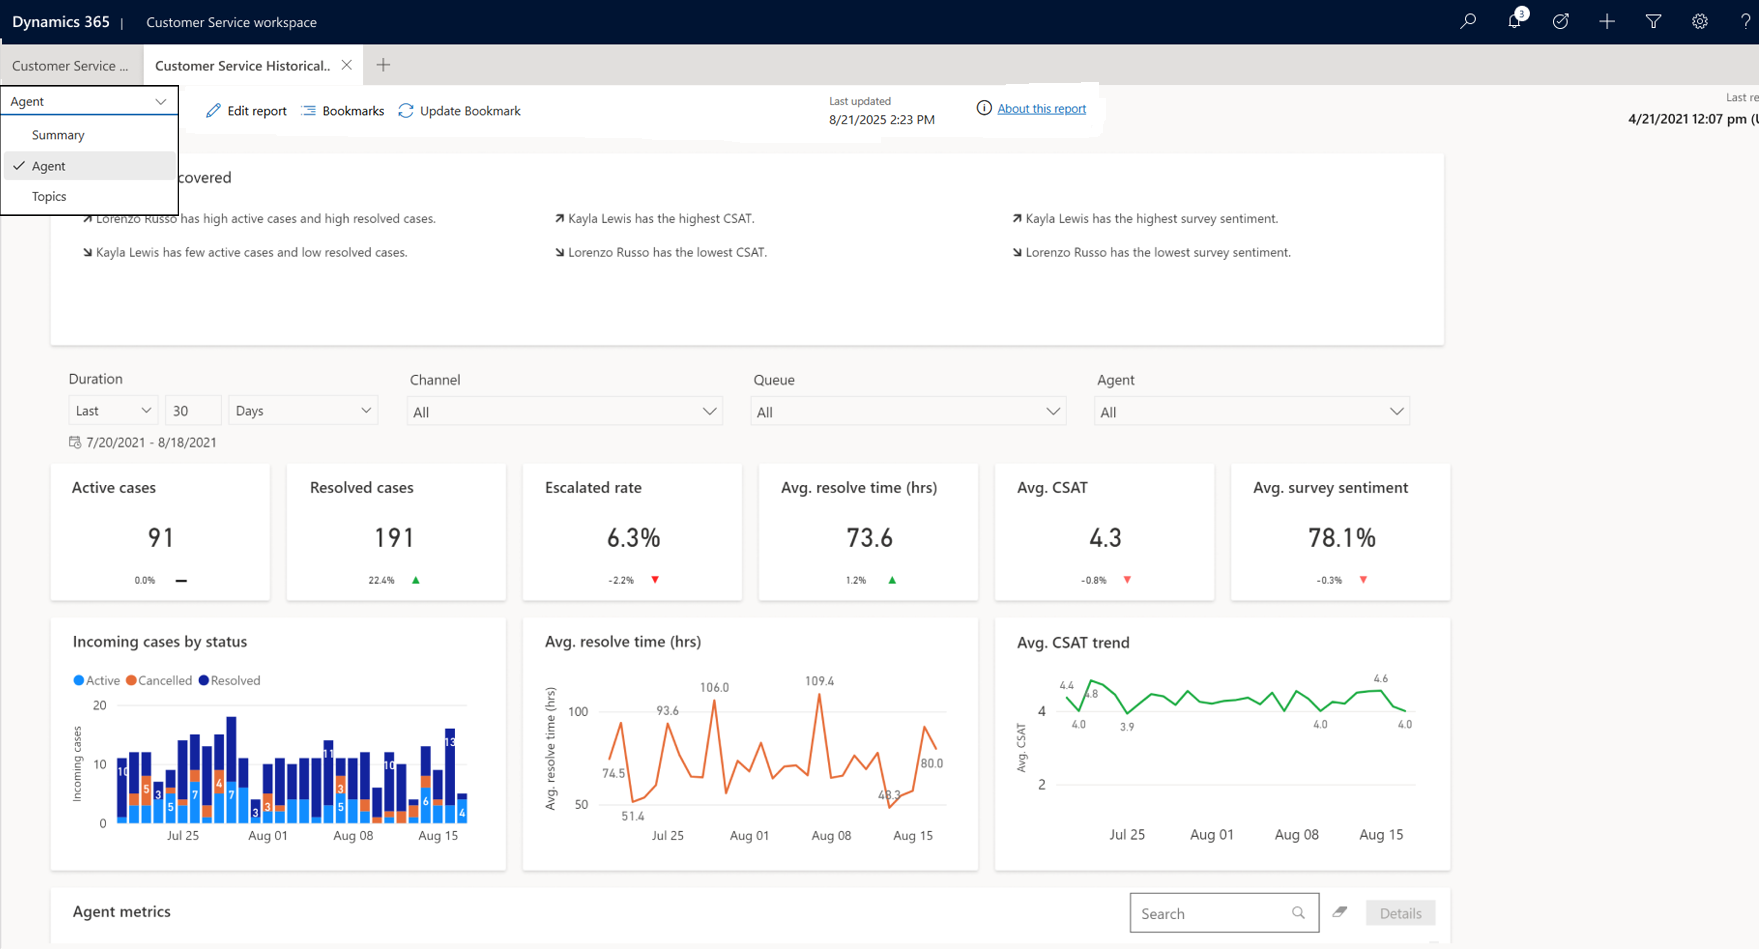 Dynamics 365 | Customer Service workspace
3
?
Customer Service ...
Customer Service Historical..
Agent
Summary
Agent
Topics
Edit report
Bookmarks
Update Bookmark
Last updated
8/21/2025 2:23 PM
About this report
Last re
4/21/2021 12:07 pm (U
covered
Lorenzo Russo has high active cases and high resolved cases.
Kayla Lewis has the highest CSAT.
Kayla Lewis has the highest survey sentiment.
Kayla Lewis has few active cases and low resolved cases.
Lorenzo Russo has the lowest CSAT.
Lorenzo Russo has the lowest survey sentiment.
Duration
Channel
Queue
Agent
Last
30
Days
All
All
All
7/20/2021 - 8/18/2021
Active cases
91
0.0%
Resolved cases
191
22.4%
Escalated rate
6.3%
-2.2%
Avg. resolve time (hrs)
73.6
1.2%
Avg. CSAT
4.3
-0.8%
Avg. survey sentiment
78.1%
-0.3%
Incoming cases by status
Active Cancelled Resolved
Incoming cases
20
10
0
10
5
3
5
7
4
7
3
3
11
3
5
10
6
13
4
Jul 25 Aug 01 Aug 08 Aug 15
Avg. resolve time (hrs)
Avg. resolve time (hrs)
100
50
74.5
51.4
93.6
106.0
109.4
48.3
80.0
Jul 25 Aug 01 Aug 08 Aug 15
Avg. CSAT trend
Avg. CSAT
4
2
4.4
4.0
4.8
3.9
4.0
4.6
4.0
Jul 25 Aug 01 Aug 08 Aug 15
Agent metrics
Search
Details